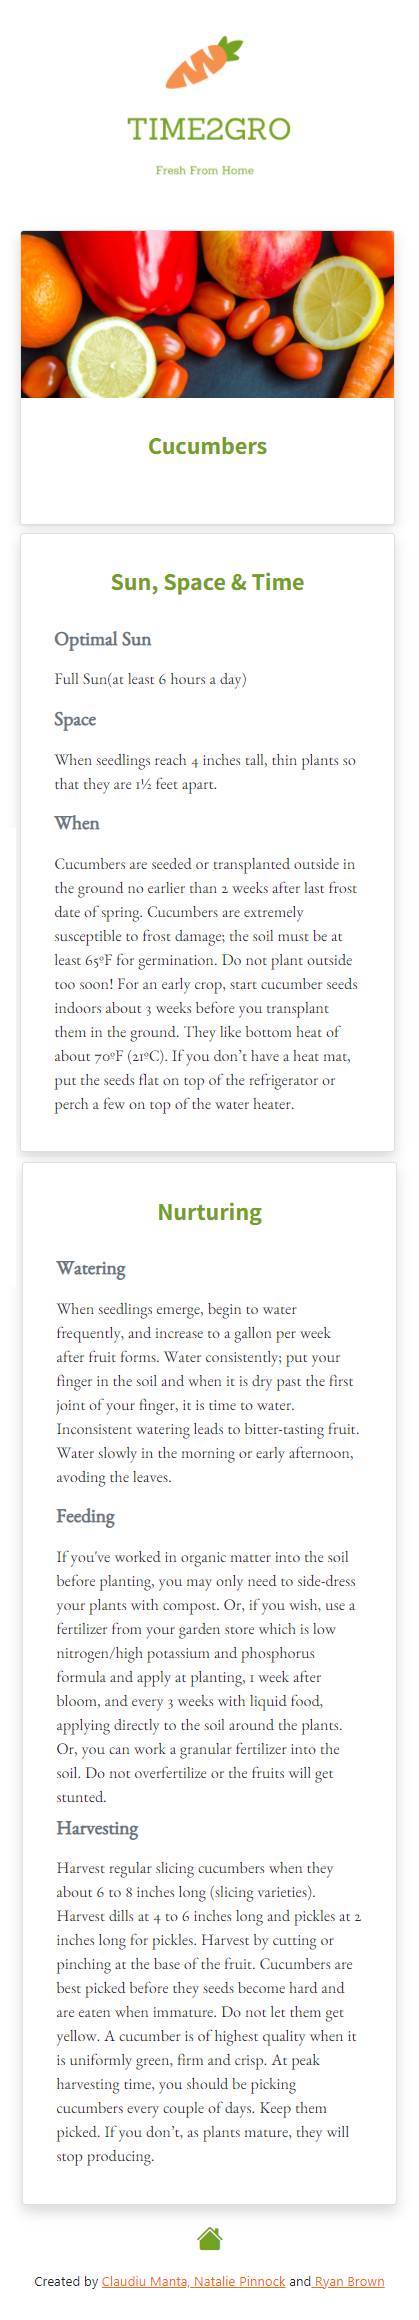 TIME2GRO
Fresh From Home
Cucumbers
Sun, Space & Time
Optimal Sun
Full Sun(at least 6 hours a day)
Space
When seedlings reach 4 inches tall, thin plants so
that they are 1½ feet apart.
When
Cucumbers are seeded or transplanted outside in
the ground no earlier than 2 weeks after last frost
date of spring. Cucumbers are extremely
susceptible to frost damage; the soil must be at
least 65ºF for germination. Do not plant outside
too soon! For an early crop, start cucumber seeds
indoors about 3 weeks before you transplant
them in the ground. They like bottom heat of
about 70ºF (21ºC). If you don’t have a heat mat,
put the seeds flat on top of the refrigerator or
perch a few on top of the water heater.
Nurturing
Watering
When seedlings emerge, begin to water
frequently, and increase to a gallon per week
after fruit forms. Water consistently; put your
finger in the soil and when it is dry past the first
joint of your finger, it is time to water.
Inconsistent watering leads to bitter-tasting fruit.
Water slowly in the morning or early afternoon,
avoding the leaves.
Feeding
If you've worked in organic matter into the soil
before planting, you may only need to side-dress
your plants with compost. Or, if you wish, use a
fertilizer from your garden store which is low
nitrogen/high potassium and phosphorus
formula and apply at planting, 1 week after
bloom, and every 3 weeks with liquid food,
applying directly to the soil around the plants.
Or, you can work a granular fertilizer into the
soil. Do not overfertilize or the fruits will get
stunted.
Harvesting
Harvest regular slicing cucumbers when they
about 6 to 8 inches long (slicing varieties).
Harvest dills at 4 to 6 inches long and pickles at 2
inches long for pickles. Harvest by cutting or
pinching at the base of the fruit. Cucumbers are
best picked before they seeds become hard and
are eaten when immature. Do not let them get
yellow. A cucumber is of highest quality when it
is uniformly green, firm and crisp. At peak
harvesting time, you should be picking
cucumbers every couple of days. Keep them
picked. If you don’t, as plants mature, they will
stop producing.
Created by Claudiu Manta, Natalie Pinnock and Ryan Brown